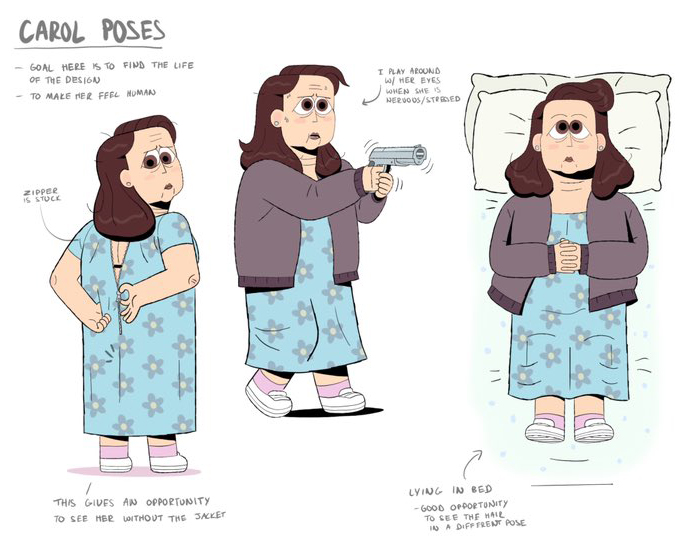 CAROL POSES
- GOAL HERE IS TO FIND THE LIFE
OF THE DESIGN
- TO MAKE HER FEEL HUMAN
I PLAY AROUND
W/ HER EYES
WHEN SHE IS
NERVOUS/STRESSED
ZIPPER
IS STUCK
THIS GIVES AN OPPORTUNITY
TO SEE HER WITHOUT THE JACKET
LYING IN BED
- GOOD OPPORTUNITY
TO SEE THE HAIR
IN A DIFFERENT POSE